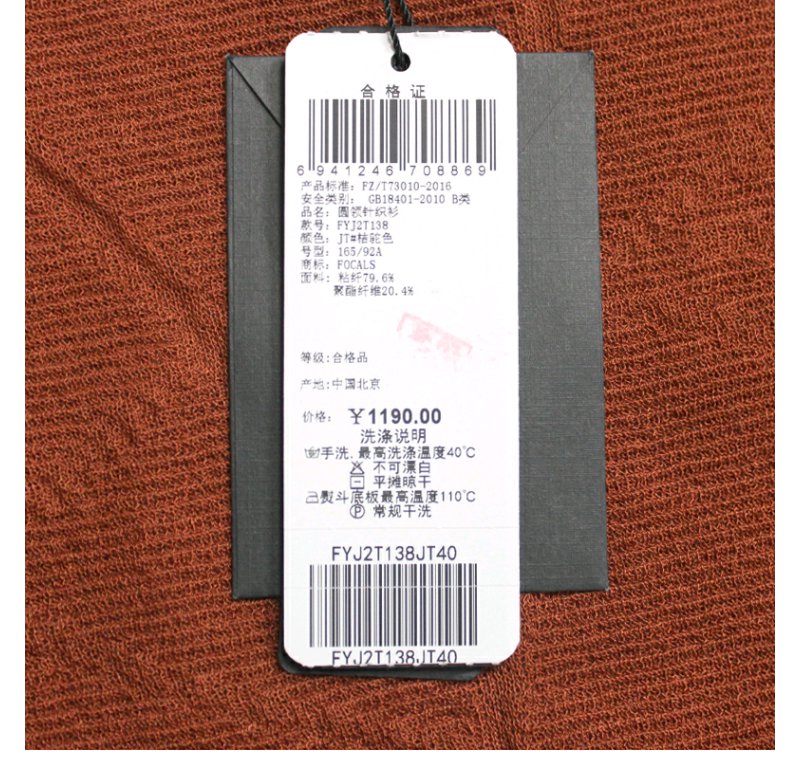 合格证
6 941246 708869
产品标准: FZ/T73010-2016
安全类别: GB18401-2010 B类
品名: 圆领针织衫
款号: FYJ2T138
颜色: JT#桔驼色
号型: 165/92A
商标: FOCALS
面料: 粘纤79.6%
聚酯纤维20.4%
等级:合格品
产地:中国北京
价格: ¥1190.00
洗涤说明
手洗.最高洗涤温度40℃
不可漂白
平摊晾干
熨斗底板最高温度110℃
Ⓟ 常规干洗
FYJ2T138JT40
FYJ2T138JT40